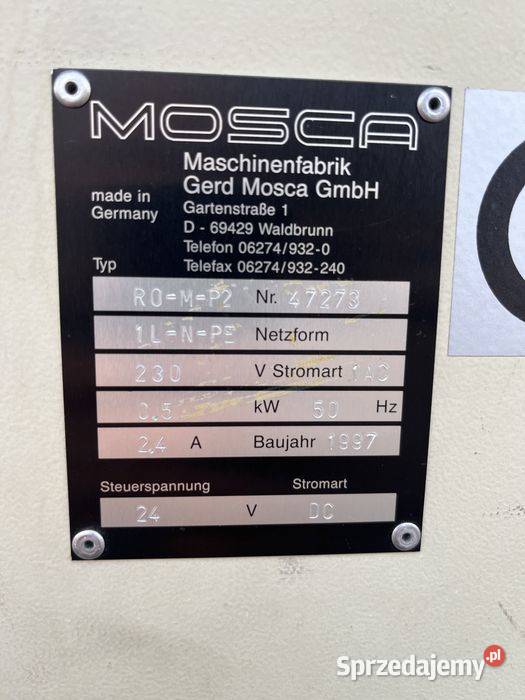 MOSCA
Maschinenfabrik
Gerd Mosca GmbH
made in
Germany
Gartenstraße 1
D - 69429 Waldbrunn
Telefon 06274/932-0
Telefax 06274/932-240
Typ
RO-M-P2 Nr. 47273
1L-N-PE Netzform
230 V Stromart 1AC
0.5 kW 50 Hz
2,4 A Baujahr 1997
Steuerspannung Stromart
24 V DC
Sprzedajemy.pl